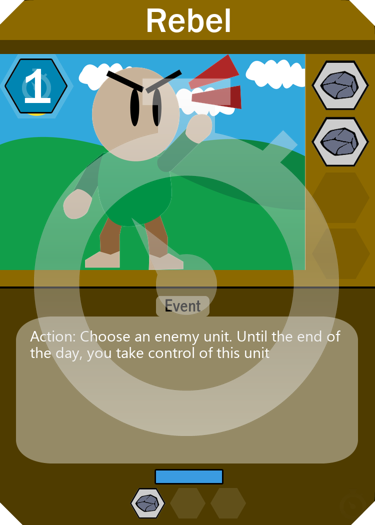 Rebel
1
Event
Action: Choose an enemy unit. Until the end of
the day, you take control of this unit